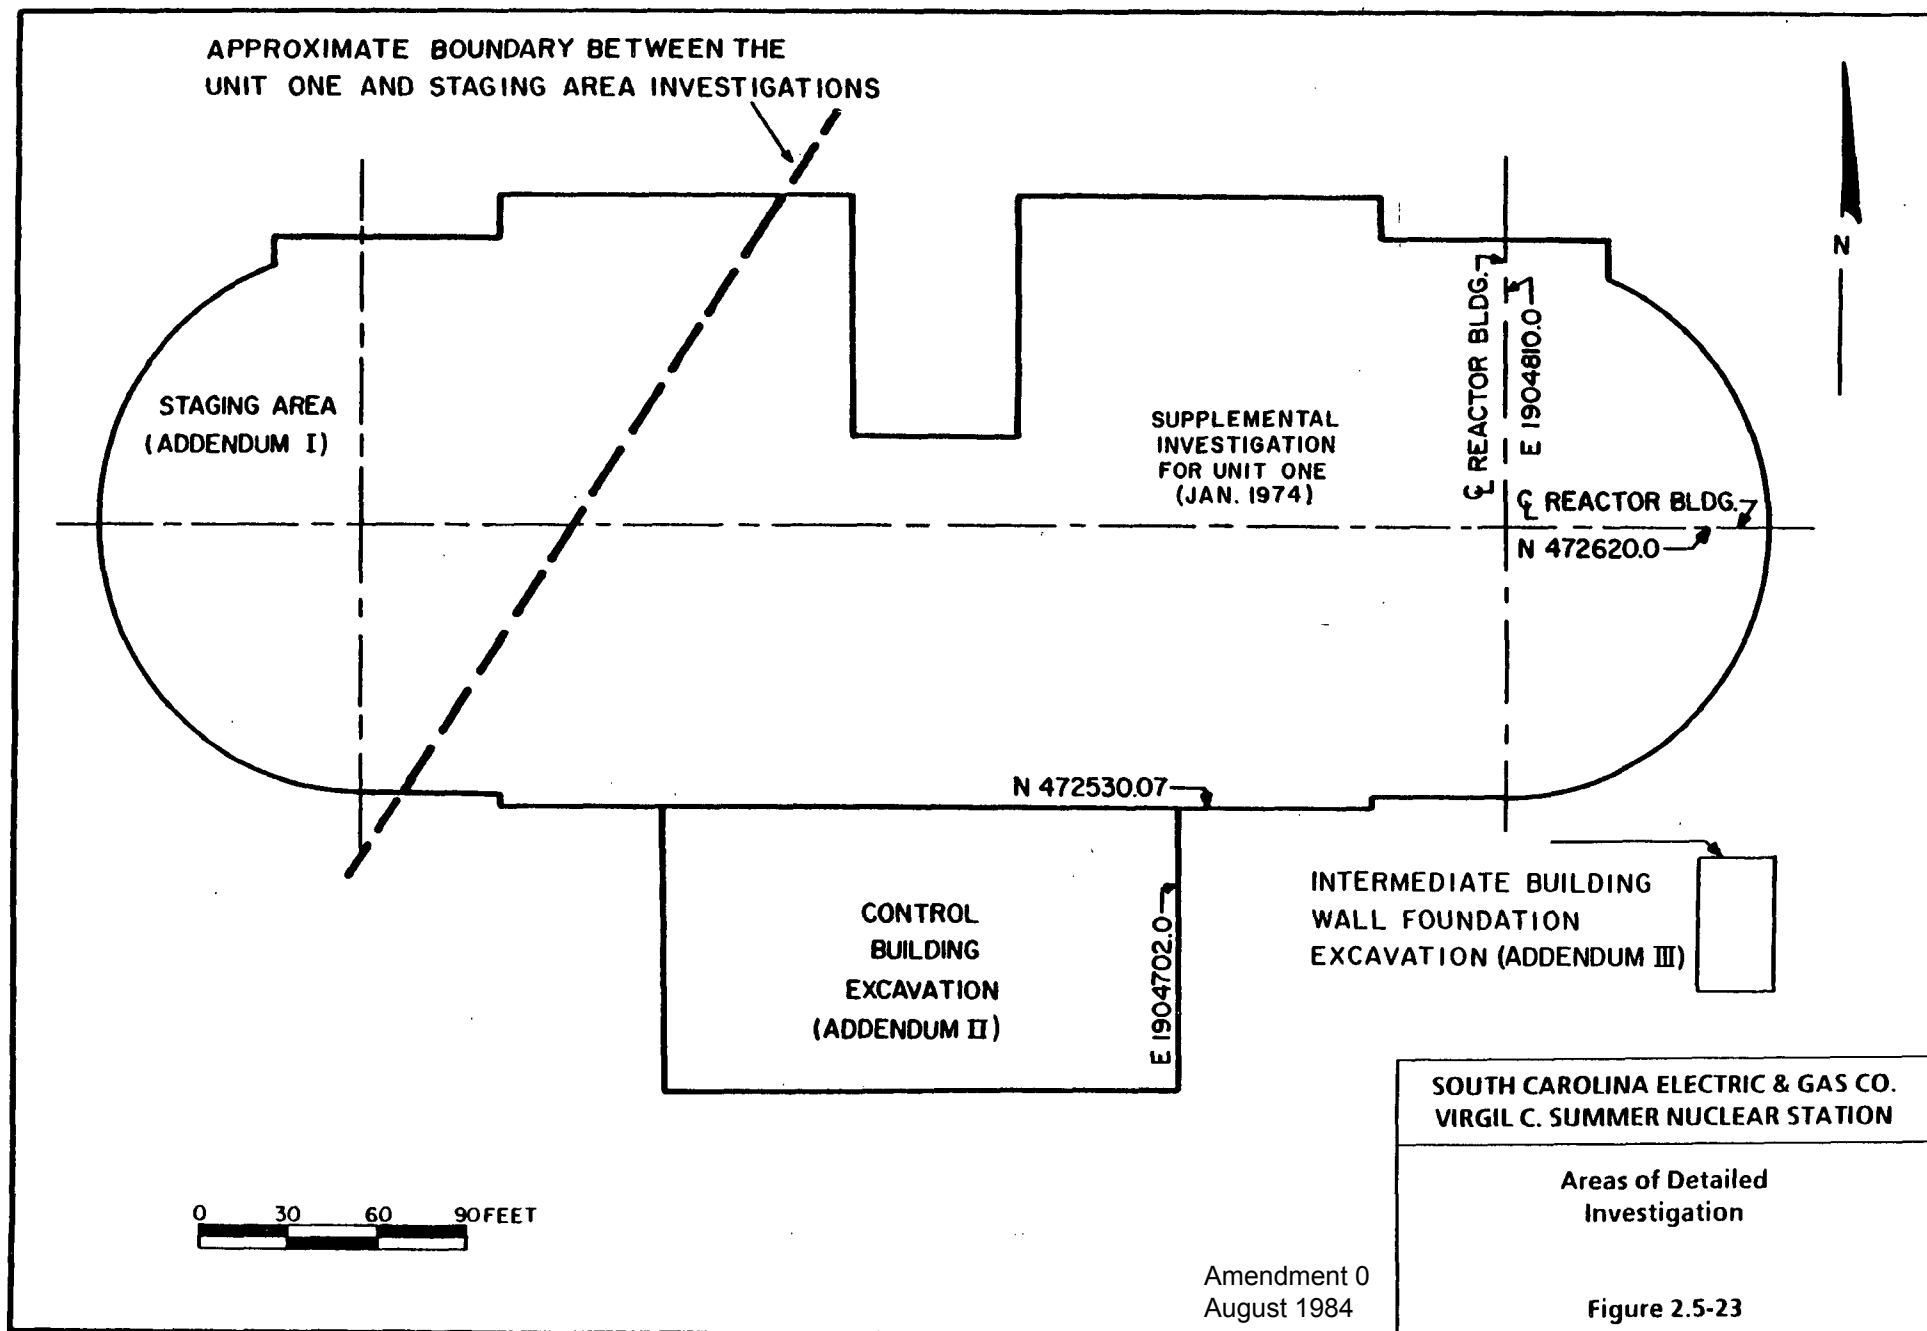 APPROXIMATE BOUNDARY BETWEEN THE
UNIT ONE AND STAGING AREA INVESTIGATIONS
N
STAGING AREA
(ADDENDUM I)
SUPPLEMENTAL
INVESTIGATION
FOR UNIT ONE
(JAN. 1974)
℄ REACTOR BLDG.
E 1904810.0
℄ REACTOR BLDG.
N 472620.0
N 472530.07
CONTROL
BUILDING
EXCAVATION
(ADDENDUM II)
E 1904702.0
INTERMEDIATE BUILDING
WALL FOUNDATION
EXCAVATION (ADDENDUM III)
0 30 60 90 FEET
SOUTH CAROLINA ELECTRIC & GAS CO.
VIRGIL C. SUMMER NUCLEAR STATION
Areas of Detailed
Investigation
Figure 2.5-23
Amendment 0
August 1984